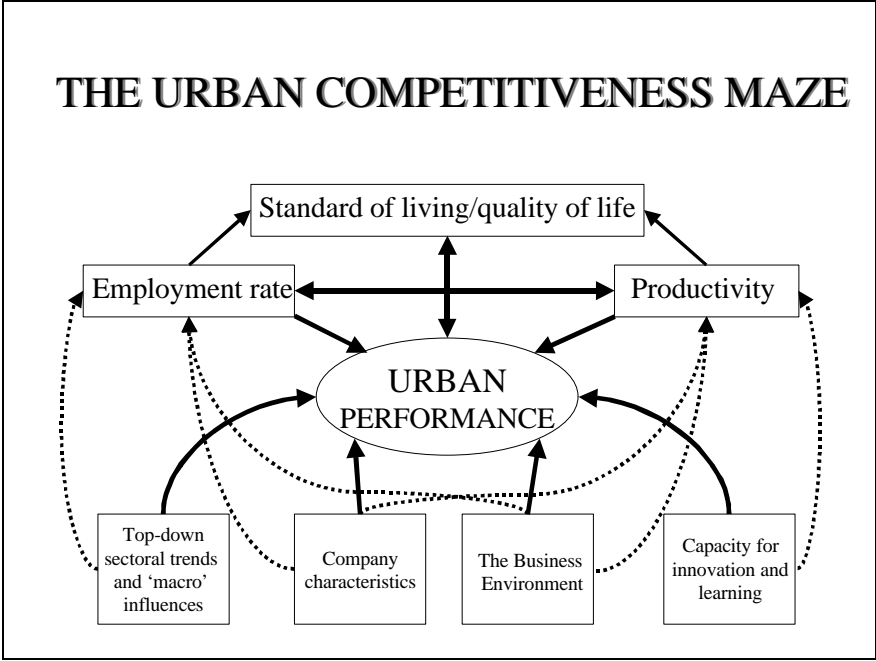 THE URBAN COMPETITIVENESS MAZE
Standard of living/quality of life
Employment rate
Productivity
URBAN
PERFORMANCE
Top-down
sectoral trends
and ‘macro’
influences
Company
characteristics
The Business
Environment
Capacity for
innovation and
learning